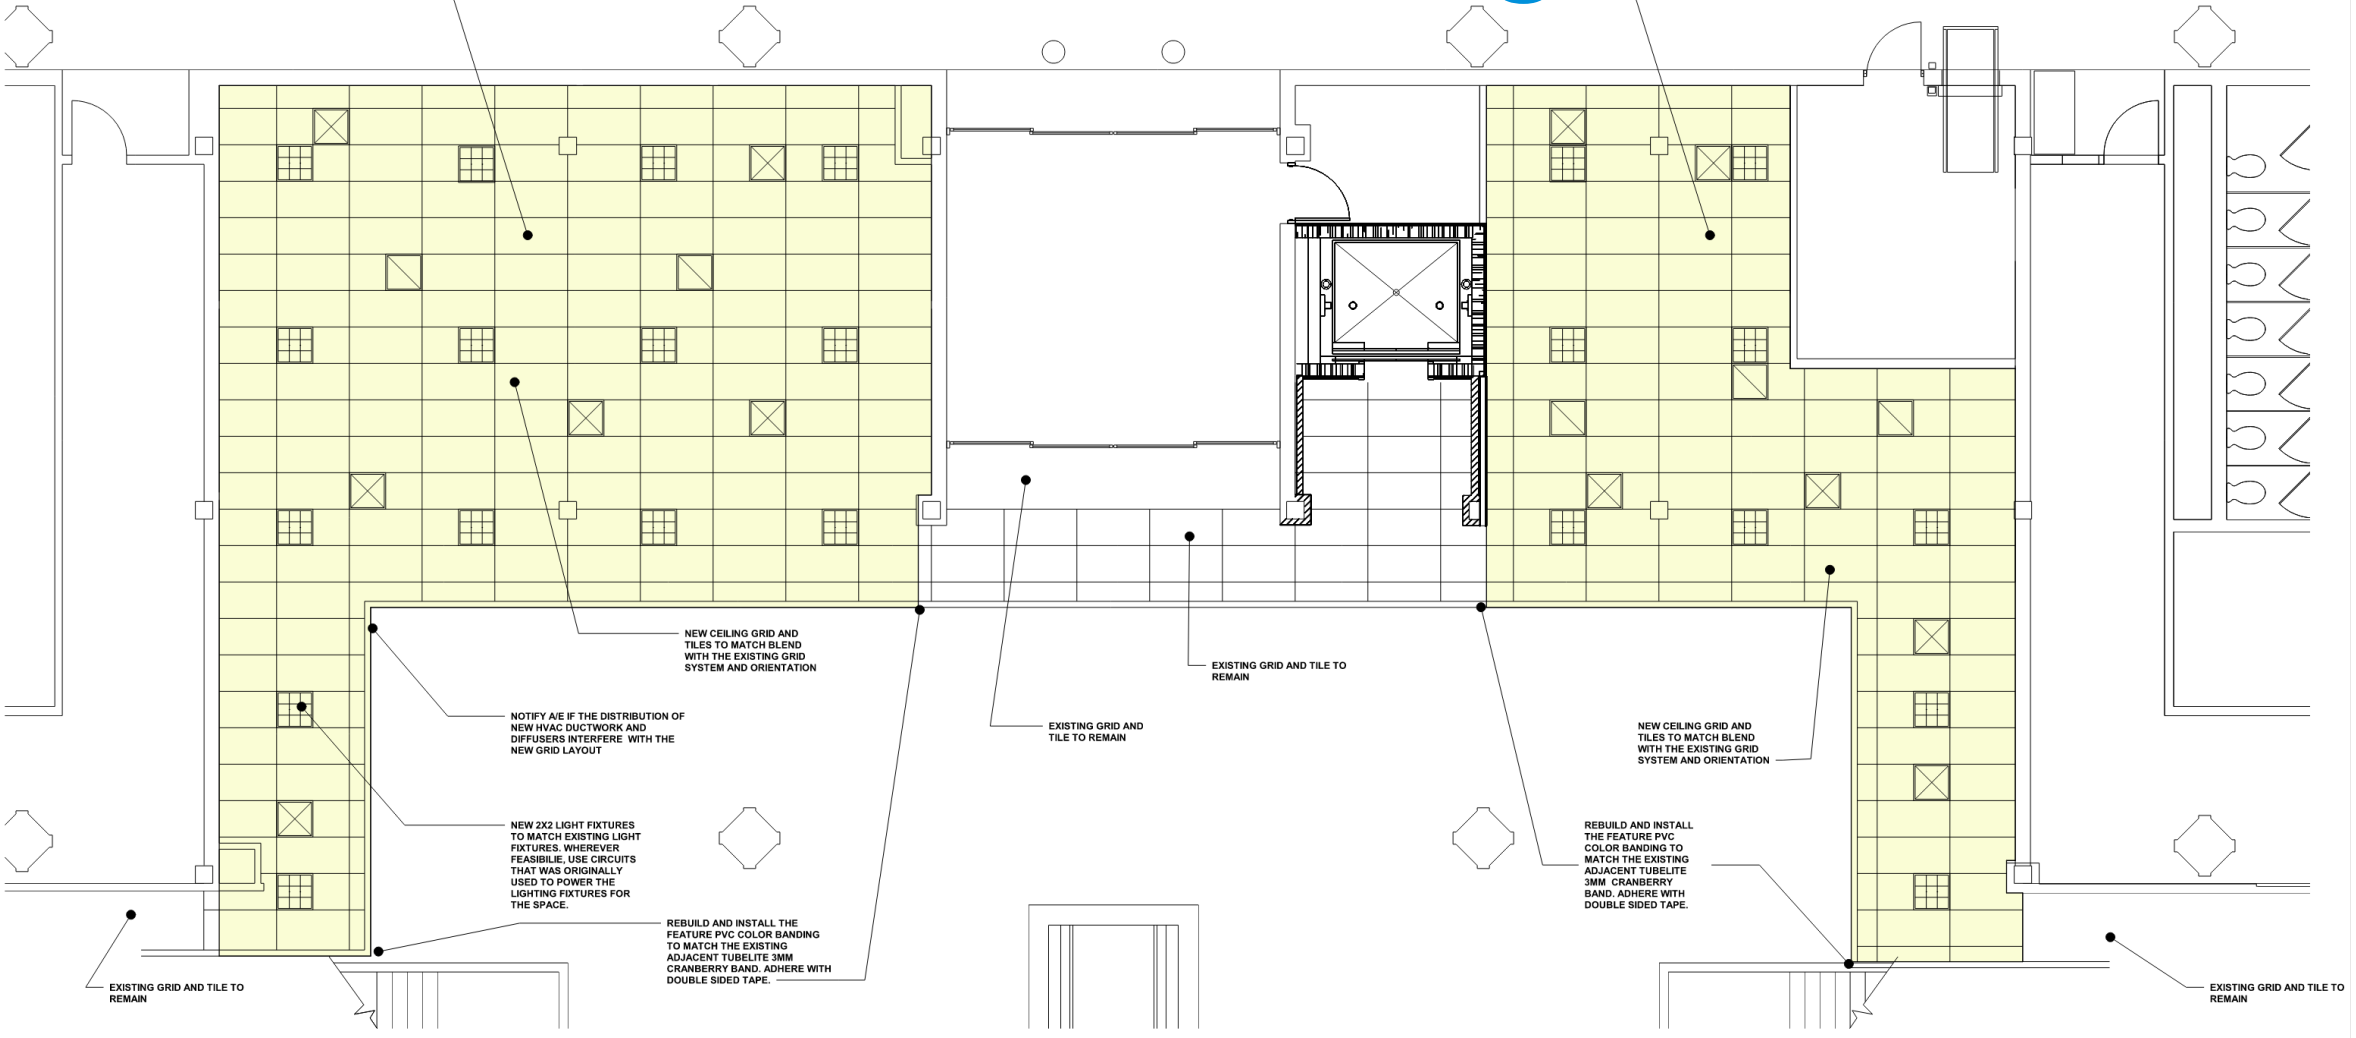 NEW CEILING GRID AND
TILES TO MATCH BLEND
WITH THE EXISTING GRID
SYSTEM AND ORIENTATION
EXISTING GRID AND TILE TO
REMAIN
NOTIFY A/E IF THE DISTRIBUTION OF
NEW HVAC DUCTWORK AND
DIFFUSERS INTERFERE WITH THE
NEW GRID LAYOUT
EXISTING GRID AND
TILE TO REMAIN
NEW CEILING GRID AND
TILES TO MATCH BLEND
WITH THE EXISTING GRID
SYSTEM AND ORIENTATION
NEW 2X2 LIGHT FIXTURES
TO MATCH EXISTING LIGHT
FIXTURES. WHEREVER
FEASIBILIE, USE CIRCUITS
THAT WAS ORIGINALLY
USED TO POWER THE
LIGHTING FIXTURES FOR
THE SPACE.
REBUILD AND INSTALL
THE FEATURE PVC
COLOR BANDING TO
MATCH THE EXISTING
ADJACENT TUBELITE
3MM CRANBERRY
BAND. ADHERE WITH
DOUBLE SIDED TAPE.
REBUILD AND INSTALL THE
FEATURE PVC COLOR BANDING
TO MATCH THE EXISTING
ADJACENT TUBELITE 3MM
CRANBERRY BAND. ADHERE WITH
DOUBLE SIDED TAPE.
EXISTING GRID AND TILE TO
REMAIN
EXISTING GRID AND TILE TO
REMAIN